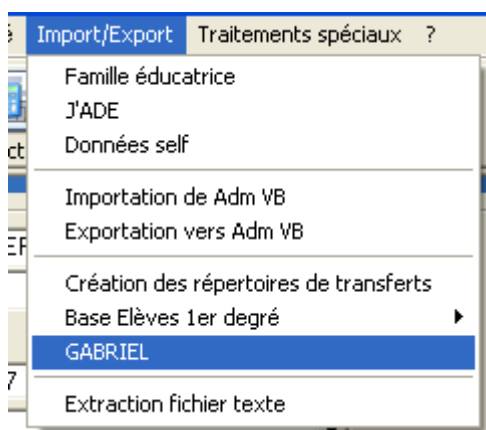 Import/Export Traitements spéciaux ?
Famille éducatrice
J'ADE
Données self
Importation de Adm VB
Exportation vers Adm VB
Création des répertoires de transferts
Base Elèves 1er degré
GABRIEL
7
Extraction fichier texte